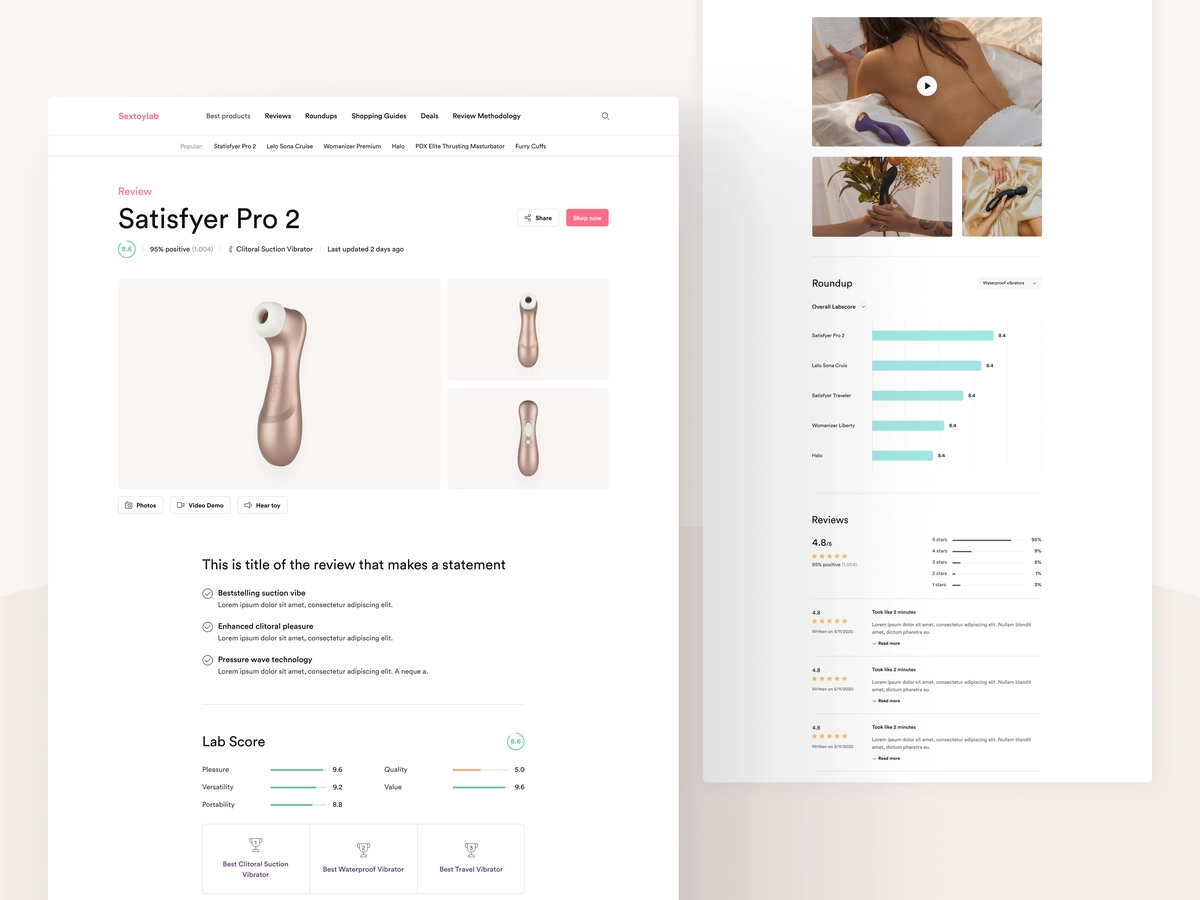 Sextoylab
Best products
Reviews
Roundups
Shopping Guides
Deals
Review Methodology
Popular:
Statisfyer Pro 2
Lelo Sona Cruise
Womanizer Premium
Halo
PDX Elite Thrusting Masturbator
Furry Cuffs
Review
Satisfyer Pro 2
Share
Shop now
8.6
95% positive (1.004)
Clitoral Suction Vibrator
Last updated 2 days ago
Photos
Video Demo
Hear toy
This is title of the review that makes a statement
Beststelling suction vibe
Lorem ipsum dolor sit amet, consectetur adipiscing elit.
Enhanced clitoral pleasure
Lorem ipsum dolor sit amet, consectetur adipiscing elit.
Pressure wave technology
Lorem ipsum dolor sit amet, consectetur adipiscing elit. A neque a.
Lab Score
8.6
Pleasure 9.6
Quality 5.0
Versatility 9.2
Value 9.6
Portability 8.8
1
Best Clitoral Suction
Vibrator
2
Best Waterproof Vibrator
3
Best Travel Vibrator
Roundup
Waterproof vibrators
Overall Labscore
Satisfyer Pro 2 8.4
Lelo Sona Cruis 8.4
Satisfyer Traveler 8.4
Womanizer Liberty 8.4
Halo 8.4
Reviews
4.8/5
95% positive (1.004)
5 stars 95%
4 stars 9%
3 stars 5%
2 stars 1%
1 stars 3%
4.8
Written on 5/11/2020
Took like 2 minutes
Lorem ipsum dolor sit amet, consectetur adipiscing elit. Nullam blandit
amet, dictum pharetra eu.
Read more
4.8
Written on 5/11/2020
Took like 2 minutes
Lorem ipsum dolor sit amet, consectetur adipiscing elit. Nullam blandit
amet, dictum pharetra eu.
Read more
4.8
Written on 5/11/2020
Took like 2 minutes
Lorem ipsum dolor sit amet, consectetur adipiscing elit. Nullam blandit
amet, dictum pharetra eu.
Read more